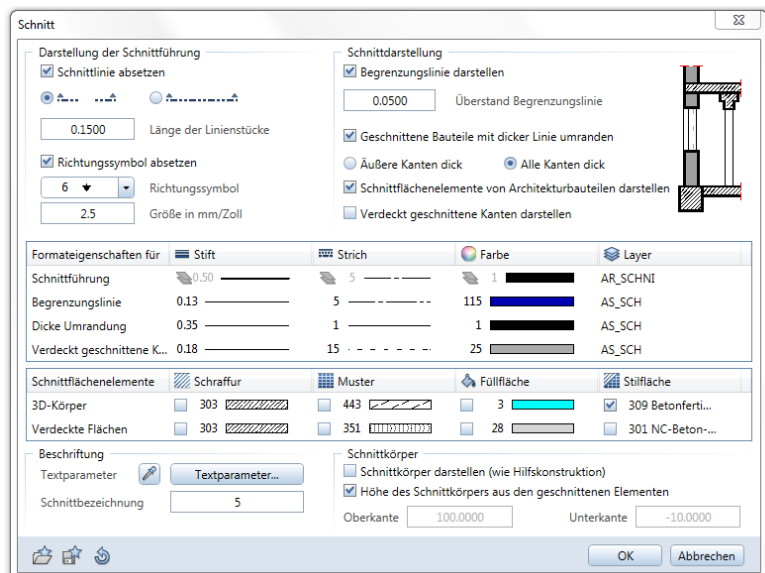 Schnitt
Darstellung der Schnittführung
Schnittlinie absetzen
0.1500 Länge der Linienstücke
Richtungssymbol absetzen
6 Richtungssymbol
2.5 Größe in mm/Zoll
Schnittdarstellung
Begrenzungslinie darstellen
0.0500 Überstand Begrenzungslinie
Geschnittene Bauteile mit dicker Linie umranden
Äußere Kanten dick Alle Kanten dick
Schnittflächenelemente von Architekturbauteilen darstellen
Verdeckt geschnittene Kanten darstellen
Formateigenschaften für Stift Strich Farbe Layer
Schnittführung 0.50 5 1 AR_SCHNI
Begrenzungslinie 0.13 5 115 AS_SCH
Dicke Umrandung 0.35 1 1 AS_SCH
Verdeckt geschnittene K... 0.18 15 25 AS_SCH
Schnittflächenelemente Schraffur Muster Füllfläche Stilfläche
3D-Körper 303 443 3 309 Betonferti...
Verdeckte Flächen 303 351 28 301 NC-Beton-...
Beschriftung
Textparameter Textparameter...
Schnittbezeichnung 5
Schnittkörper
Schnittkörper darstellen (wie Hilfskonstruktion)
Höhe des Schnittkörpers aus den geschnittenen Elementen
Oberkante 100.0000 Unterkante -10.0000
OK Abbrechen